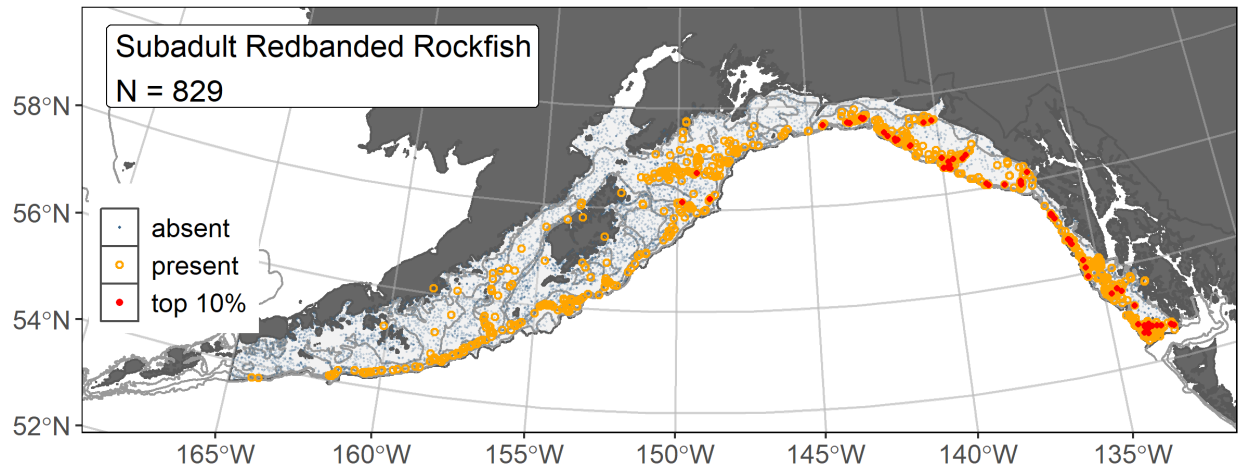 Subadult Redbanded Rockfish
N = 829
58°N
56°N
54°N
52°N
absent
present
top 10%
165°W
160°W
155°W
150°W
145°W
140°W
135°W